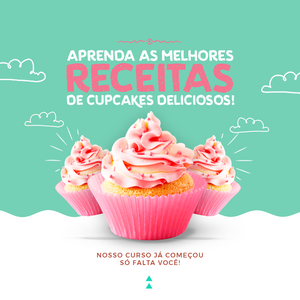 APRENDA AS MELHORES
RECEITAS
DE CUPCAKES DELICIOSOS!
NOSSO CURSO JÁ COMEÇOU
SÓ FALTA VOCÊ!